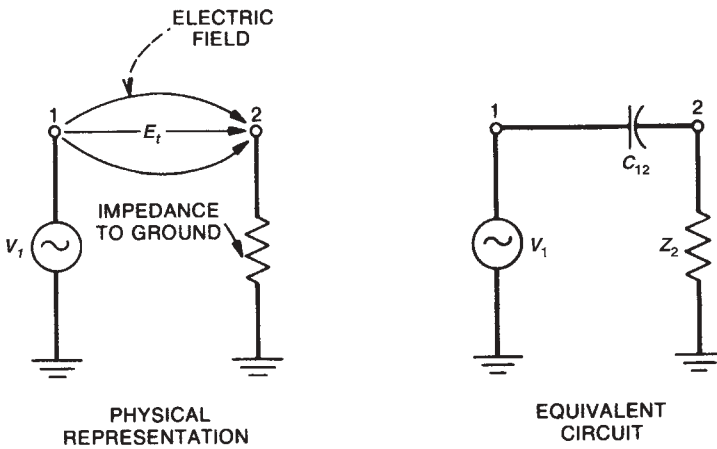 ELECTRIC
FIELD
1
2
E_t
IMPEDANCE
TO GROUND
V_1
PHYSICAL
REPRESENTATION
1
2
C_12
V_1
Z_2
EQUIVALENT
CIRCUIT